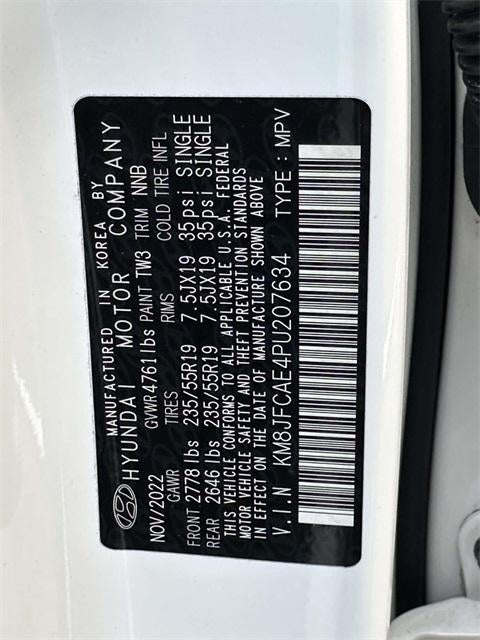 MANUFACTURED IN KOREA BY
HYUNDAI MOTOR COMPANY
NOV/2022 GVWR 4761 lbs PAINT TW3 TRIM NNB
GAWR TIRES RIMS COLD TIRE INFL
FRONT 2778 lbs 235/55R19 7.5JX19 35psi SINGLE
REAR 2646 lbs 235/55R19 7.5JX19 35psi SINGLE
THIS VEHICLE CONFORMS TO ALL APPLICABLE U.S.A. FEDERAL
MOTOR VEHICLE SAFETY AND THEFT PREVENTION STANDARDS
IN EFFECT ON THE DATE OF MANUFACTURE SHOWN ABOVE
V.I.N KM8JFCAE4PU207634 TYPE : MPV